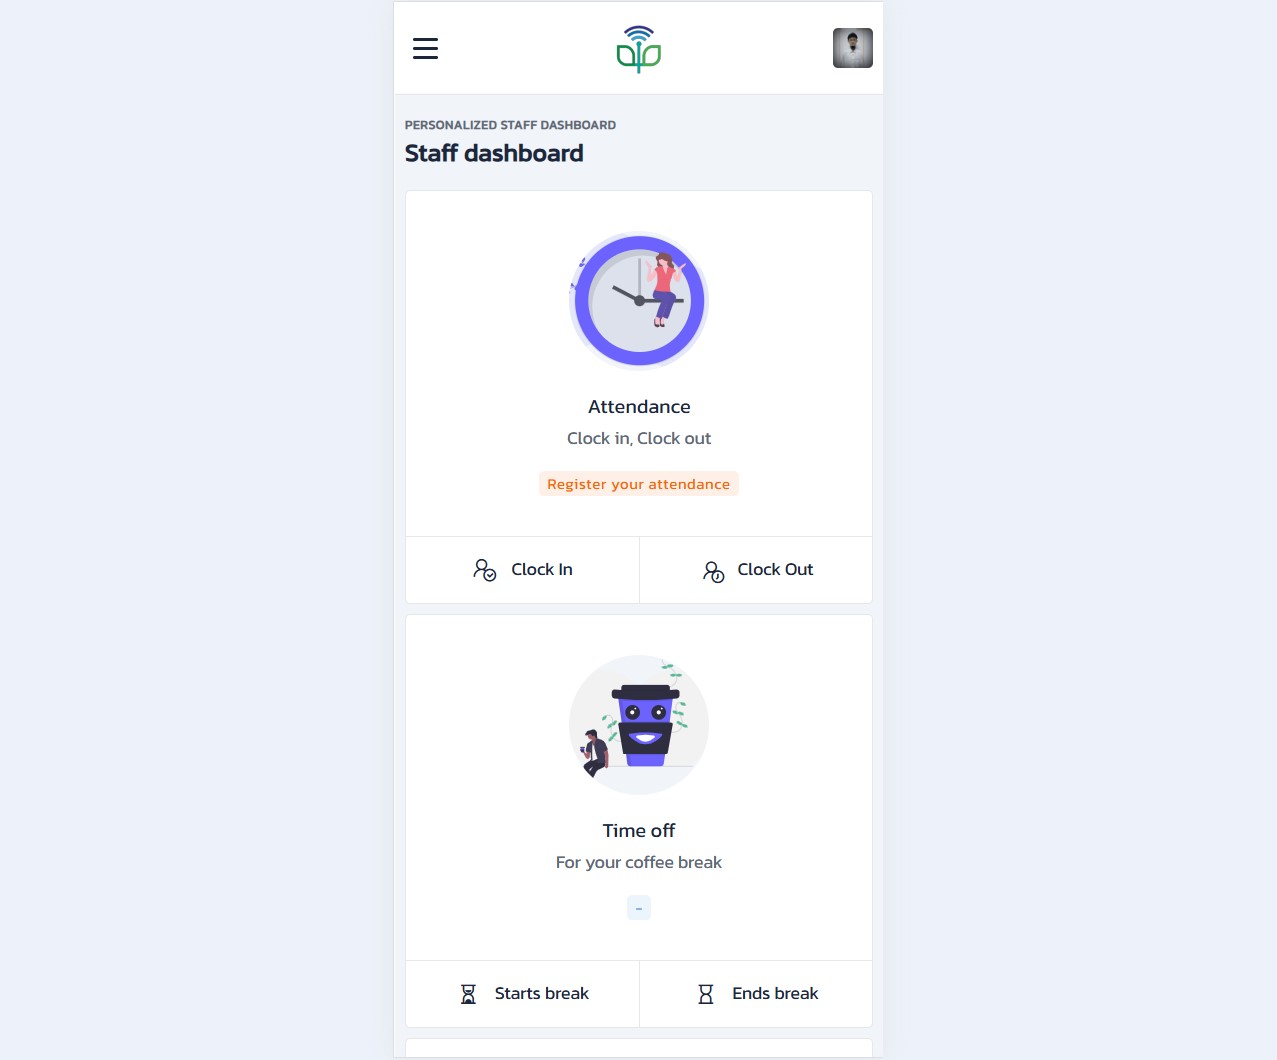 PERSONALIZED STAFF DASHBOARD
Staff dashboard
Attendance
Clock in, Clock out
Register your attendance
Clock In
Clock Out
Time off
For your coffee break
-
Starts break
Ends break